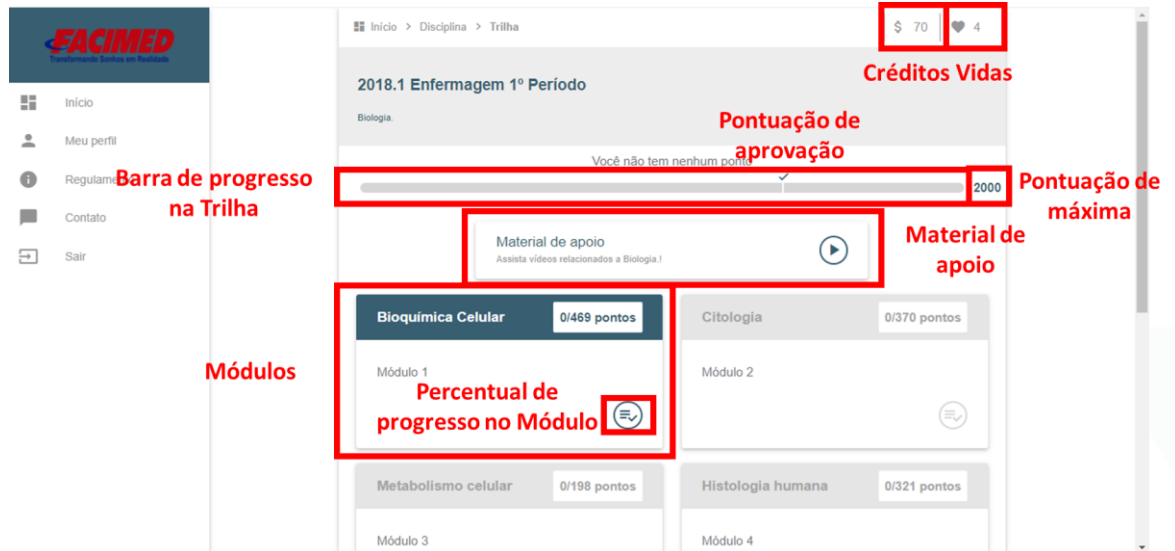 FACIMED
Transformando Sonhos em Realidade
Início
Meu perfil
Regulame
Contato
Sair
Início > Disciplina > Trilha
$ 70
4
Créditos Vidas
2018.1 Enfermagem 1º Período
Biologia.
Pontuação de
aprovação
Você não tem nenhum ponto
Barra de progresso
na Trilha
2000
Pontuação de
máxima
Material de apoio
Assista vídeos relacionados a Biologia.!
Material de
apoio
Módulos
Bioquímica Celular
0/469 pontos
Módulo 1
Percentual de
progresso no Módulo
Citologia
0/370 pontos
Módulo 2
Metabolismo celular
0/198 pontos
Módulo 3
Histologia humana
0/321 pontos
Módulo 4